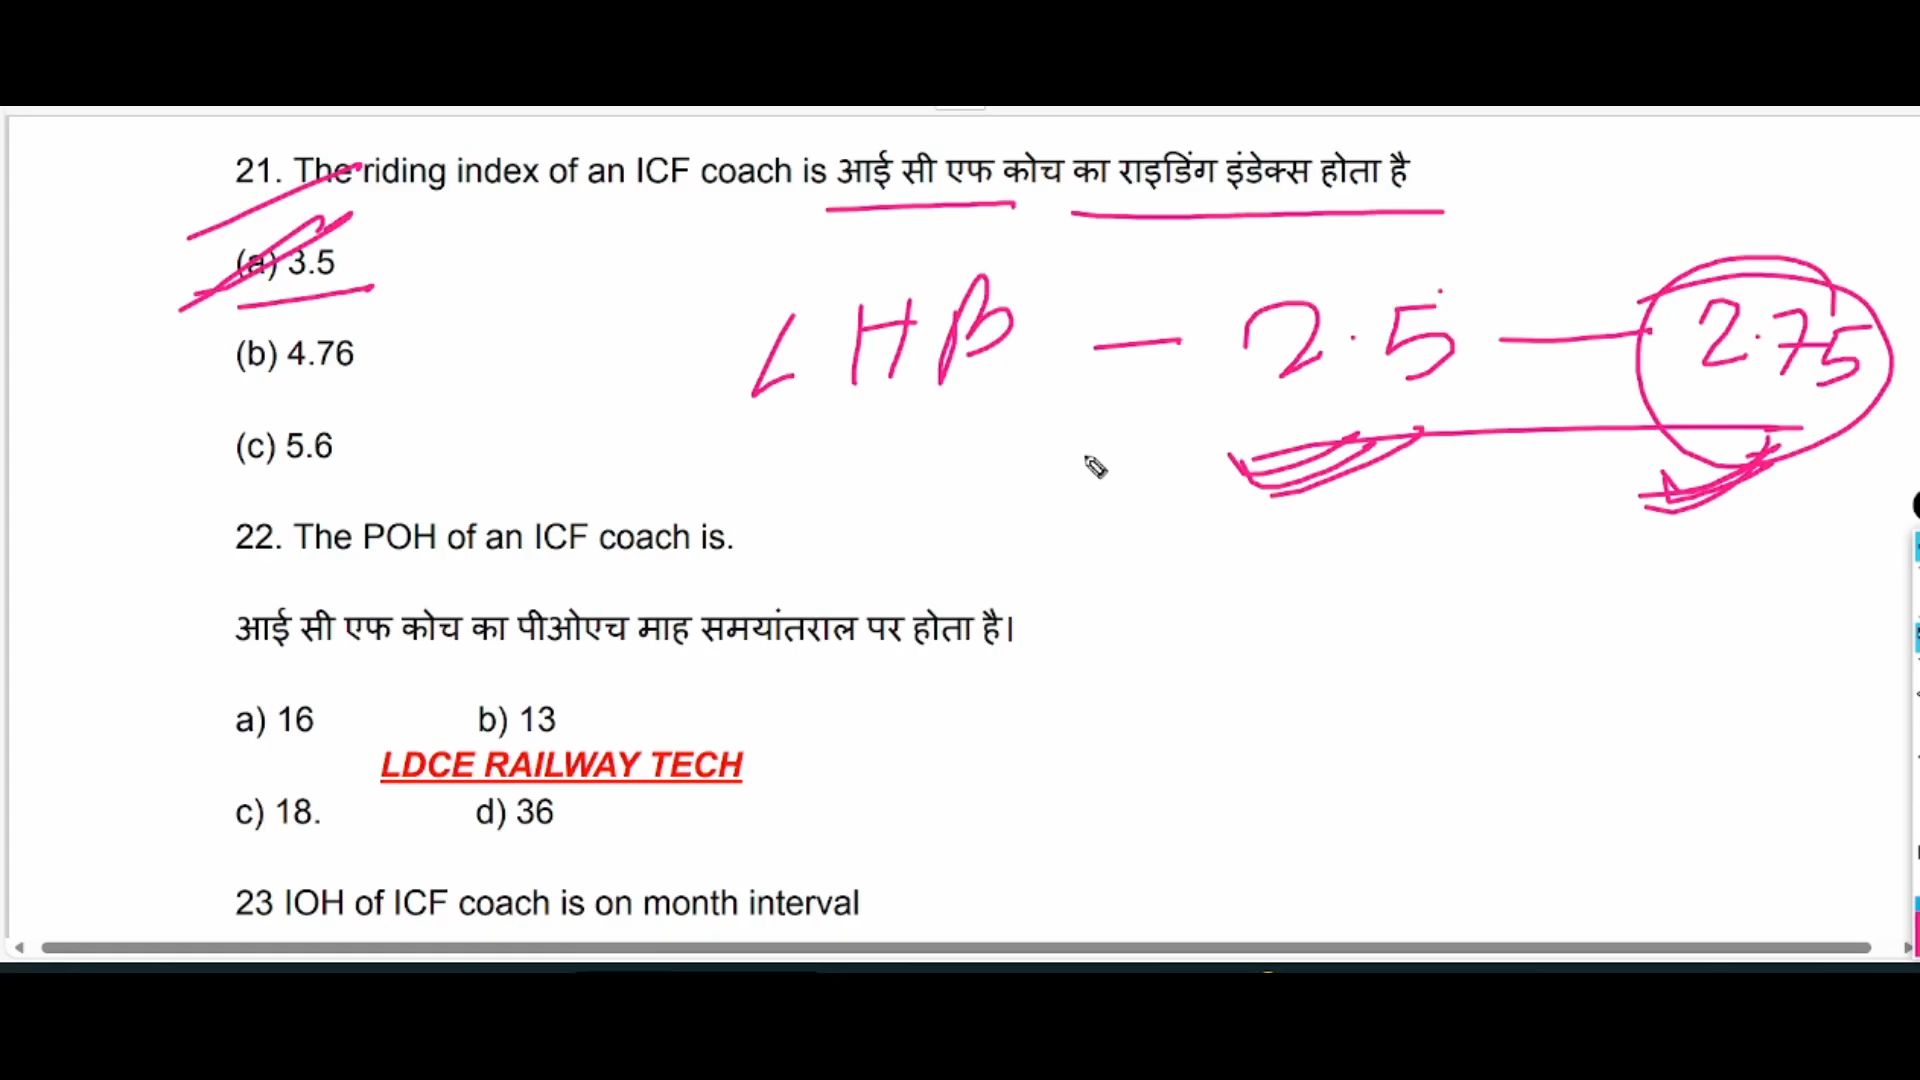 21. The riding index of an ICF coach is आई सी एफ कोच का राइडिंग इंडेक्स होता है
(a) 3.5
LHB - 2.5 - 2.75
(b) 4.76
(c) 5.6
22. The POH of an ICF coach is.
आई सी एफ कोच का पीओएच माह समयांतराल पर होता है।
a) 16 b) 13
LDCE RAILWAY TECH
c) 18. d) 36
23 IOH of ICF coach is on month interval